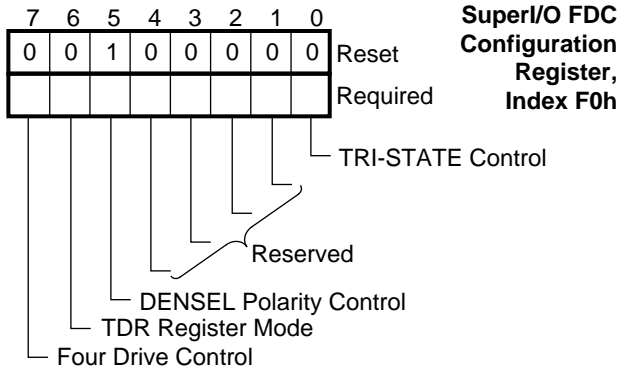 7 6 5 4 3 2 1 0
0 0 1 0 0 0 0 0 Reset
Required
SuperI/O FDC
Configuration
Register,
Index F0h
TRI-STATE Control
Reserved
DENSEL Polarity Control
TDR Register Mode
Four Drive Control